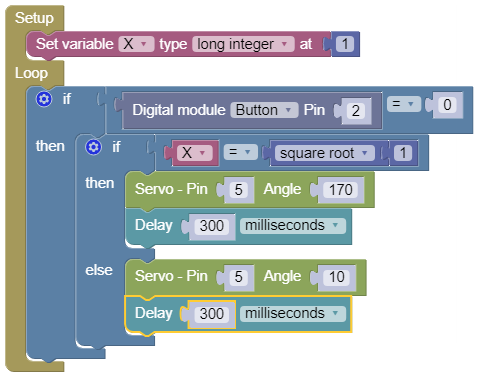 Setup
Set variable X type long integer at 1
Loop
if Digital module Button Pin 2 = 0
then if X = square root 1
then Servo - Pin 5 Angle 170
Delay 300 milliseconds
else Servo - Pin 5 Angle 10
Delay 300 milliseconds